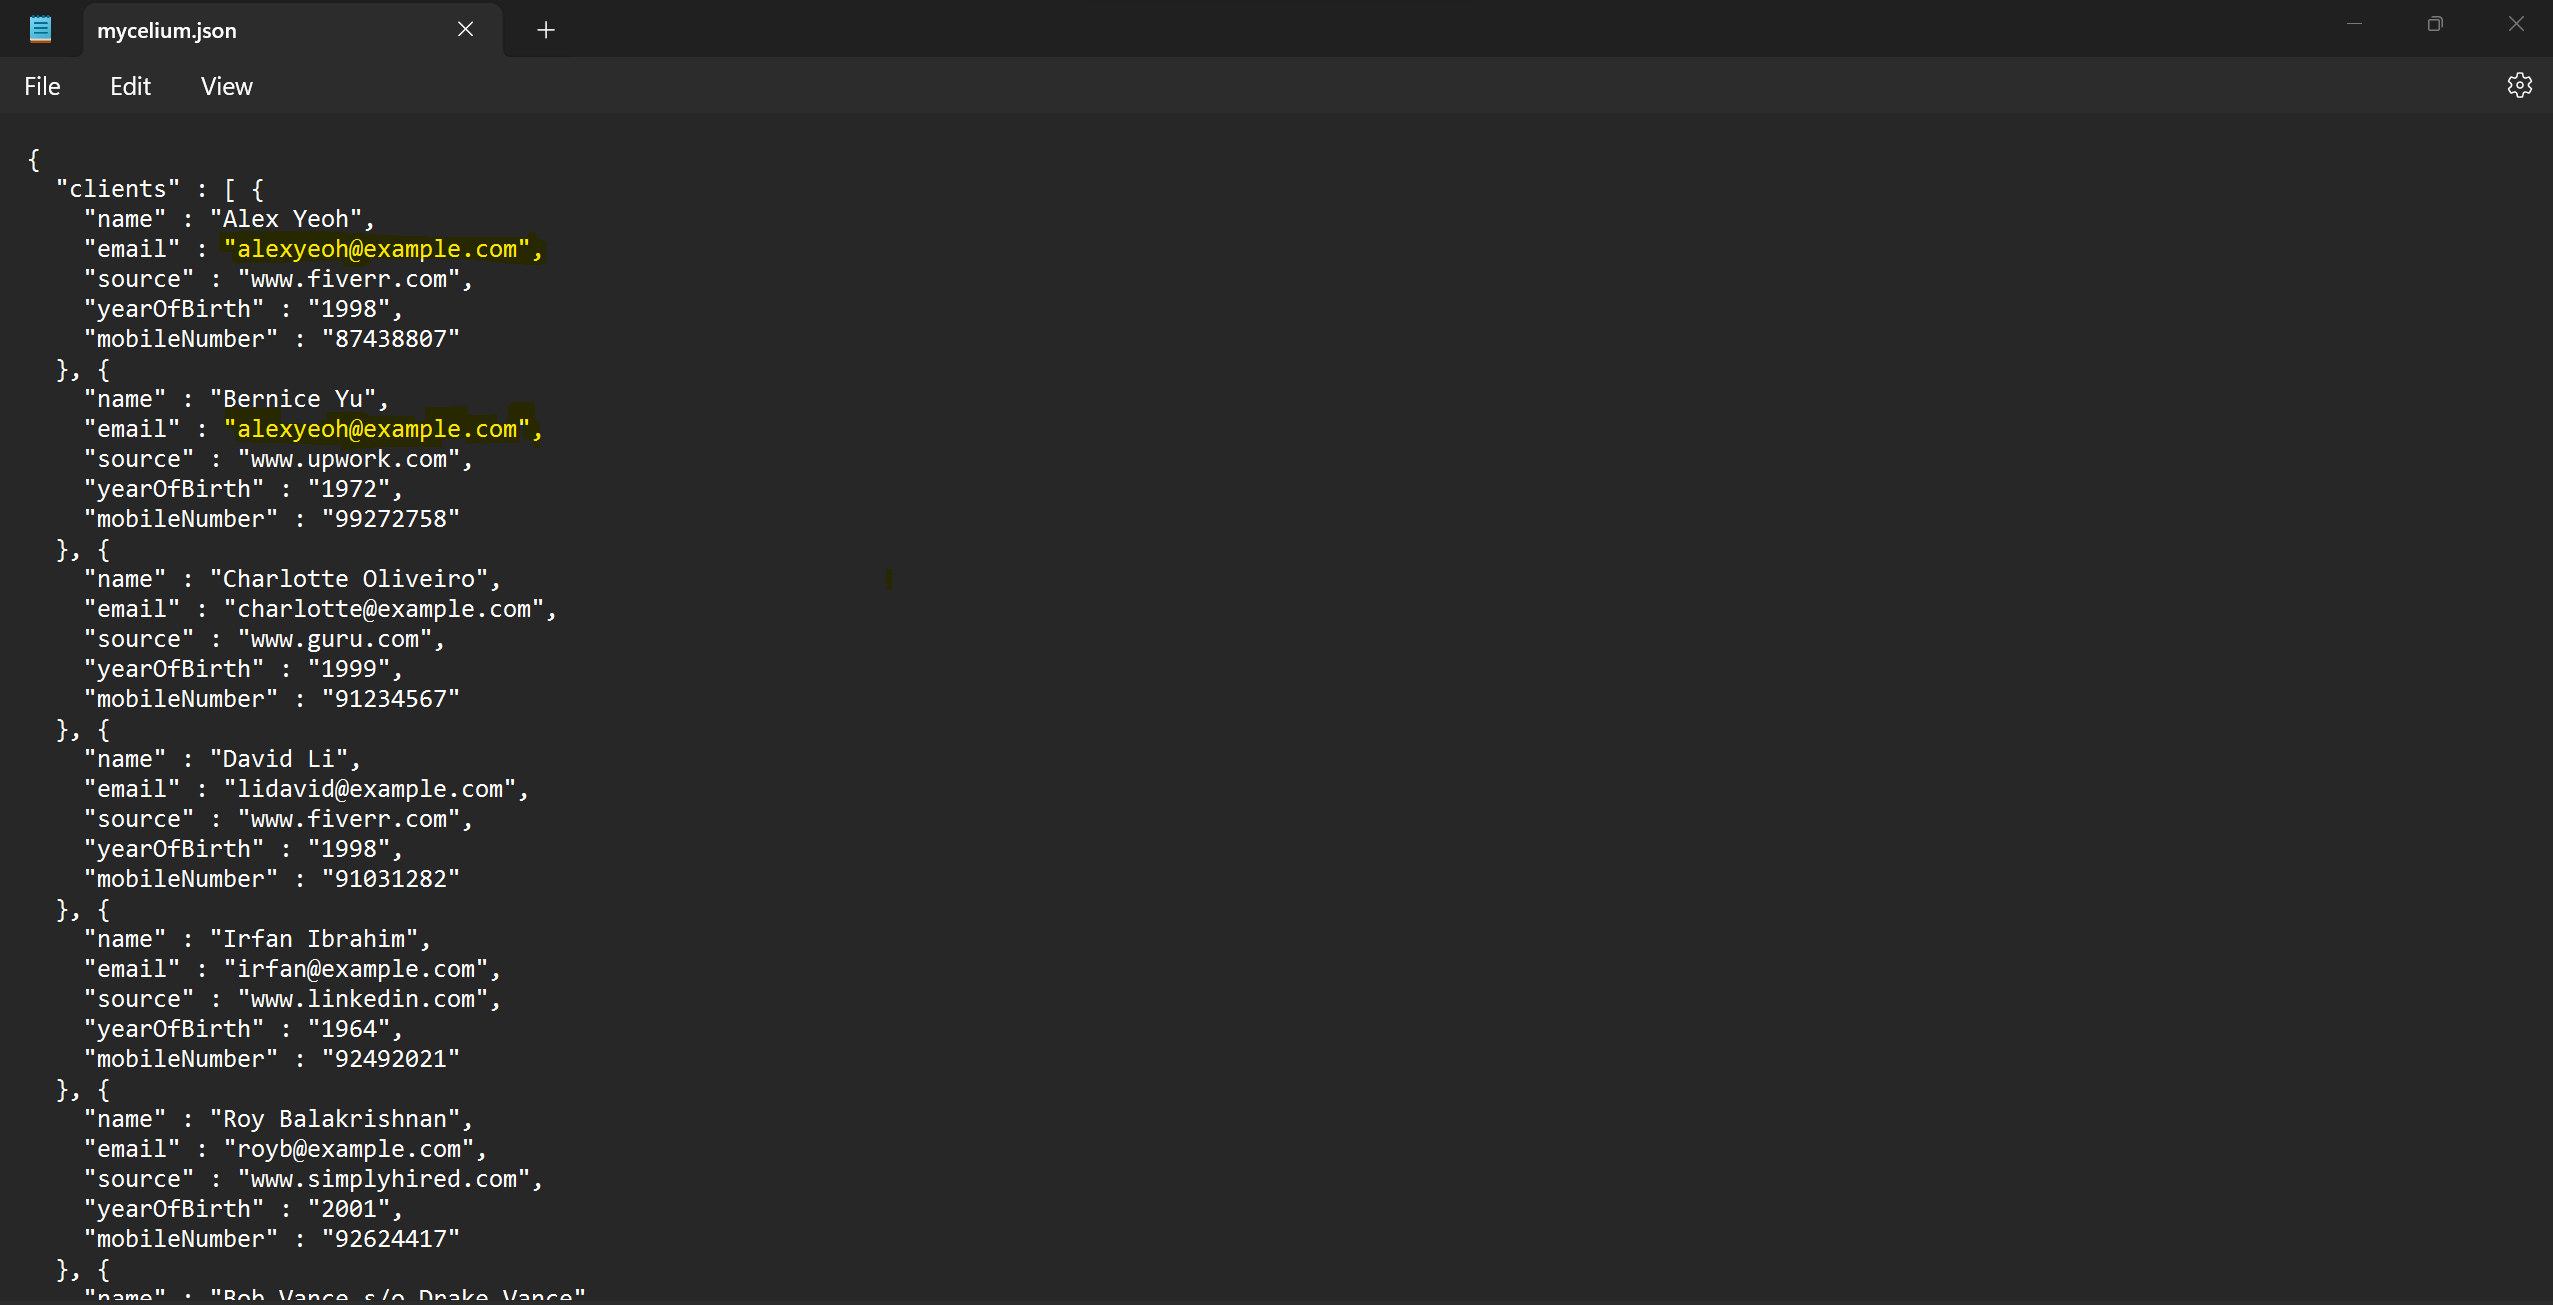 mycelium.json
File Edit View
{
"clients" : [ {
"name" : "Alex Yeoh",
"email" : "alexyeoh@example.com",
"source" : "www.fiverr.com",
"yearOfBirth" : "1998",
"mobileNumber" : "87438807"
}, {
"name" : "Bernice Yu",
"email" : "alexyeoh@example.com",
"source" : "www.upwork.com",
"yearOfBirth" : "1972",
"mobileNumber" : "99272758"
}, {
"name" : "Charlotte Oliveiro",
"email" : "charlotte@example.com",
"source" : "www.guru.com",
"yearOfBirth" : "1999",
"mobileNumber" : "91234567"
}, {
"name" : "David Li",
"email" : "lidavid@example.com",
"source" : "www.fiverr.com",
"yearOfBirth" : "1998",
"mobileNumber" : "91031282"
}, {
"name" : "Irfan Ibrahim",
"email" : "irfan@example.com",
"source" : "www.linkedin.com",
"yearOfBirth" : "1964",
"mobileNumber" : "92492021"
}, {
"name" : "Roy Balakrishnan",
"email" : "royb@example.com",
"source" : "www.simplyhired.com",
"yearOfBirth" : "2001",
"mobileNumber" : "92624417"
}, {
"name" : "Bob Vance s/o Drake Vance"